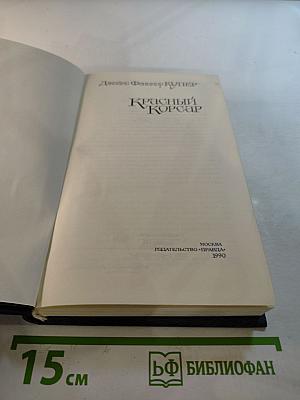 Джеймс Фенимор КУПЕР
Красный
Корсар
МОСКВА
ИЗДАТЕЛЬСТВО «ПРАВДА»
1990
15 см
БФ БИБЛИОФАН